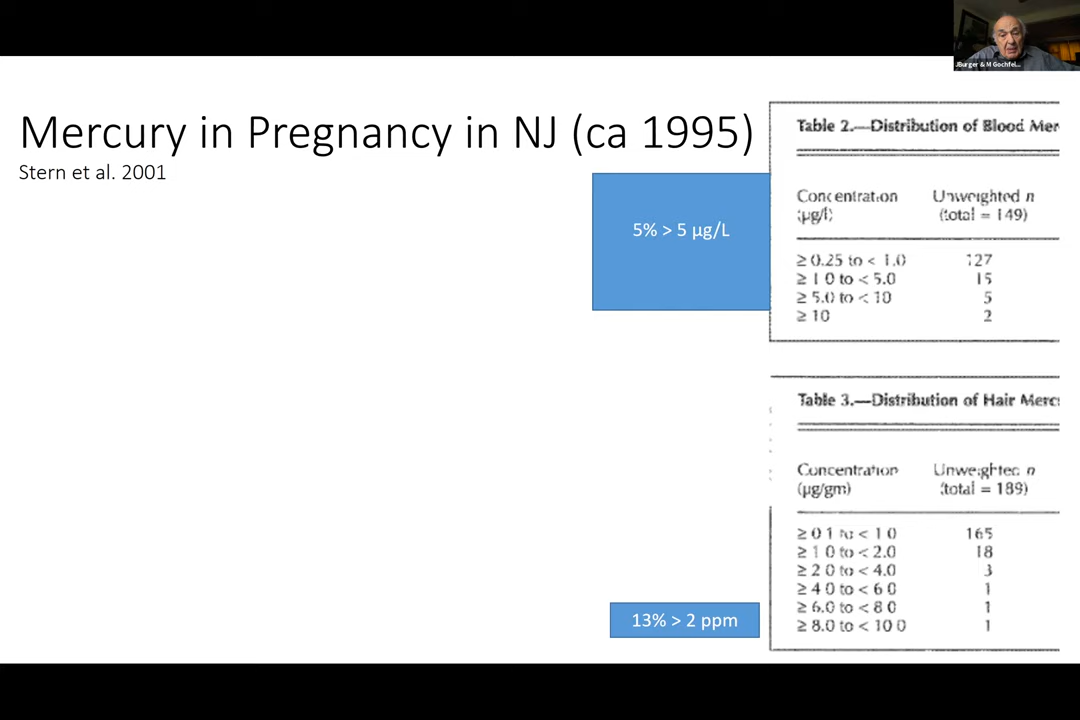 JBurger & M Gochfel...
Mercury in Pregnancy in NJ (ca 1995)
Stern et al. 2001
5% > 5 µg/L
Table 2.—Distribution of Blood Mer
Concentration Unweighted n
(µg/l) (total = 149)
≥ 0.25 to < 1.0 127
≥ 1 0 to < 5.0 15
≥ 5.0 to < 10 5
≥ 10 2
Table 3.—Distribution of Hair Merc
Concentration Unweighted n
(µg/gm) (total = 189)
≥ 0 1 to < 1 0 165
≥ 1 0 to < 2.0 18
≥ 2 0 to < 4.0 3
≥ 4 0 to < 6 0 1
≥ 6.0 to < 8 0 1
≥ 8.0 to < 10 0 1
13% > 2 ppm